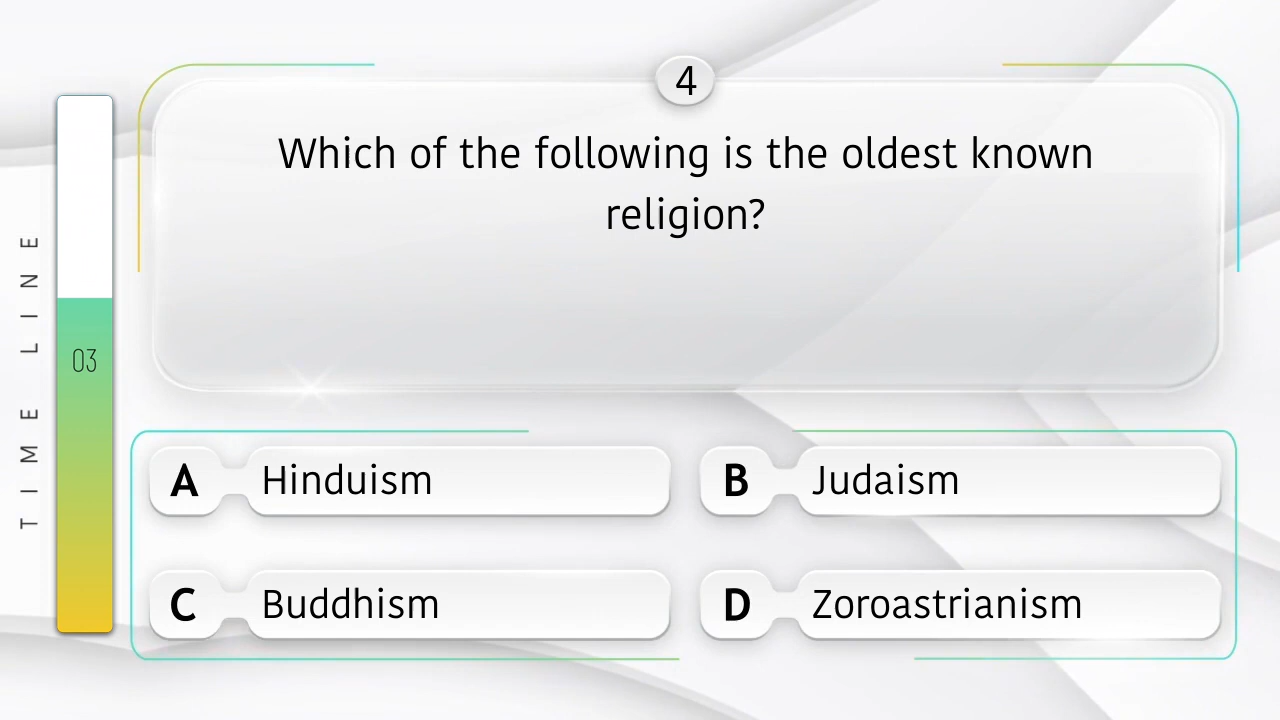 4
Which of the following is the oldest known
religion?
TIME LINE
03
A Hinduism
B Judaism
C Buddhism
D Zoroastrianism